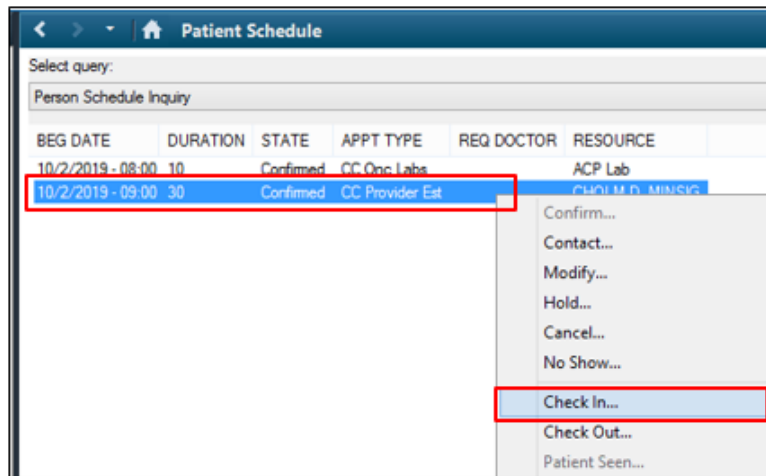 Patient Schedule
Select query:
Person Schedule Inquiry
BEG DATE DURATION STATE APPT TYPE REQ DOCTOR RESOURCE
10/2/2019 - 08:00 10 Confirmed CC Onc Labs ACP Lab
10/2/2019 - 09:00 30 Confirmed CC Provider Est CHOLM D, MINSIG
Confirm...
Contact...
Modify...
Hold...
Cancel...
No Show...
Check In...
Check Out...
Patient Seen...